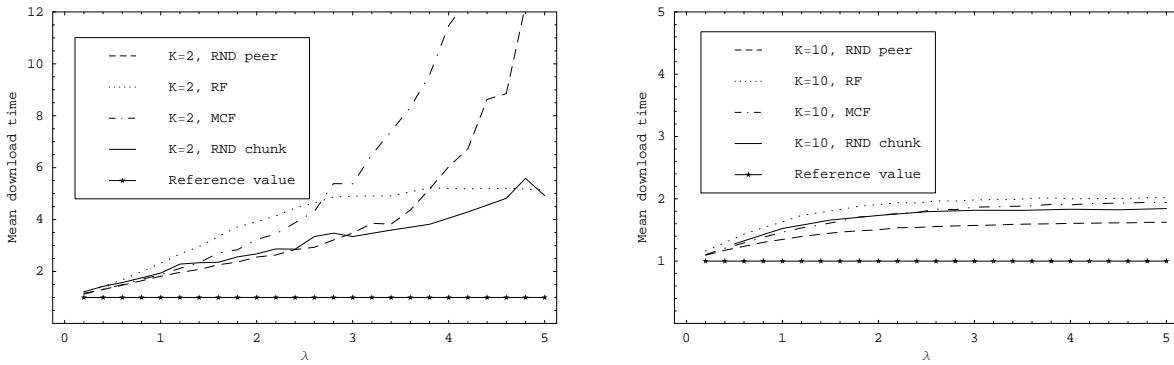 12
10
8
6
4
2
0
1
2
3
4
5
λ
Mean download time
K=2, RND peer
K=2, RF
K=2, MCF
K=2, RND chunk
Reference value
5
4
3
2
1
0
1
2
3
4
5
λ
Mean download time
K=10, RND peer
K=10, RF
K=10, MCF
K=10, RND chunk
Reference value